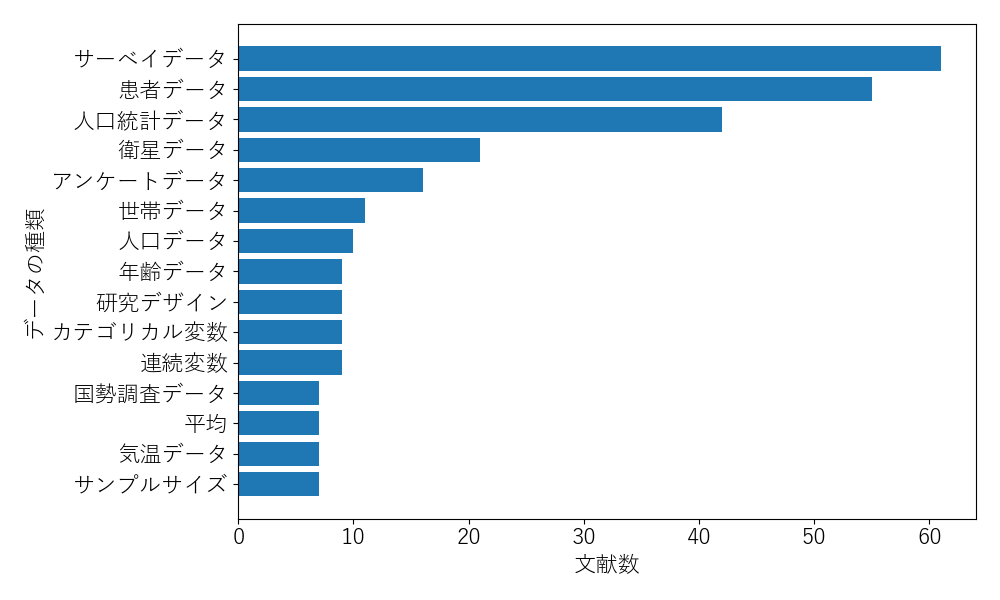 サーベイデータ
患者データ
人口統計データ
衛星データ
アンケートデータ
世帯データ
人口データ
年齢データ
研究デザイン
カテゴリカル変数
連続変数
国勢調査データ
平均
気温データ
サンプルサイズ
データの種類
0 10 20 30 40 50 60
文献数